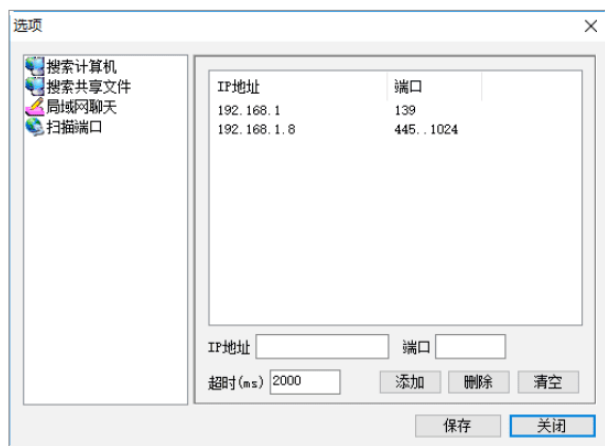 选项
搜索计算机
搜索共享文件
局域网聊天
扫描端口
IP地址 端口
192.168.1 139
192.168.1.8 445..1024
IP地址 端口
超时(ms) 2000 添加 删除 清空
保存 关闭